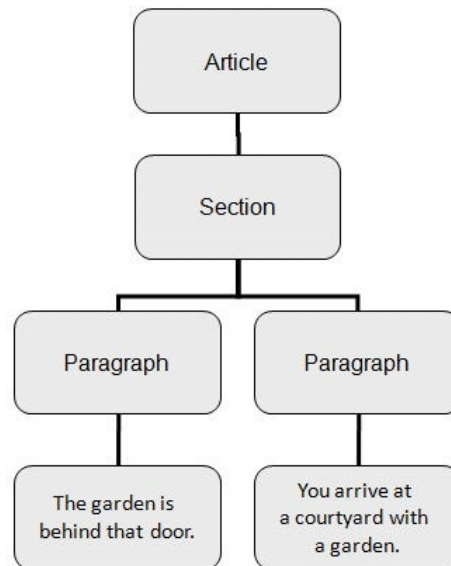 Article
Section
Paragraph
Paragraph
The garden is
behind that door.
You arrive at
a courtyard with
a garden.